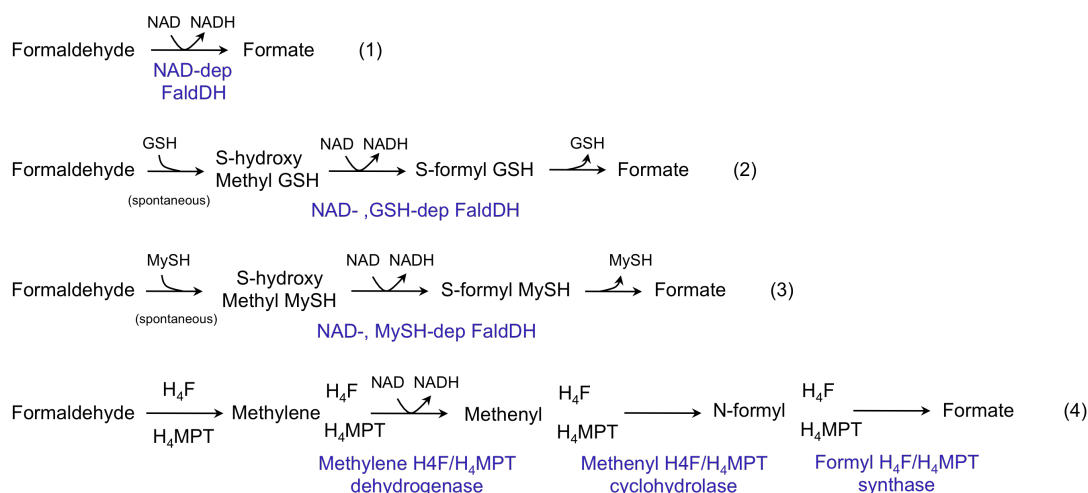 NAD NADH
Formaldehyde Formate (1)
NAD-dep
FaldDH
GSH NAD NADH GSH
Formaldehyde S-hydroxy
Methyl GSH S-formyl GSH Formate (2)
(spontaneous)
NAD- ,GSH-dep FaldDH
MySH NAD NADH MySH
Formaldehyde S-hydroxy
Methyl MySH S-formyl MySH Formate (3)
(spontaneous)
NAD-, MySH-dep FaldDH
H4F H4F NAD NADH H4F H4F
Formaldehyde Methylene Methenyl N-formyl Formate (4)
H4MPT H4MPT H4MPT H4MPT
Methylene H4F/H4MPT
dehydrogenase
Methenyl H4F/H4MPT
cyclohydrolase
Formyl H4F/H4MPT
synthase